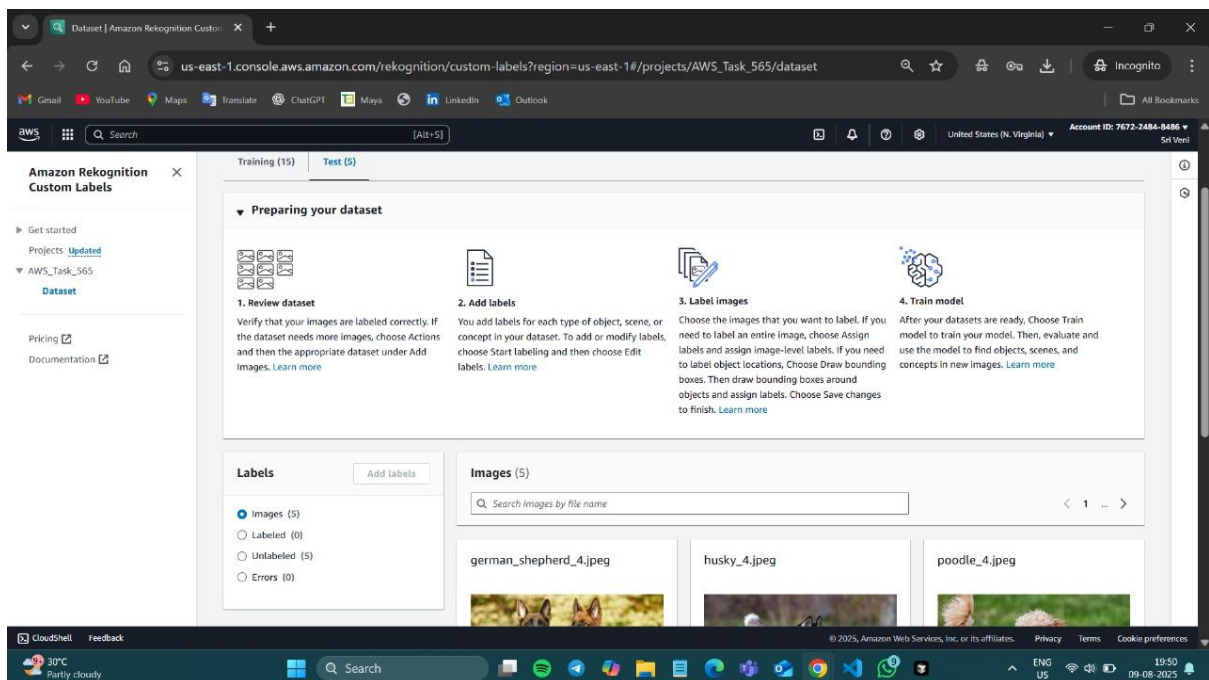 Dataset | Amazon Rekognition Custor
us-east-1.console.aws.amazon.com/rekognition/custom-labels?region=us-east-1#/projects/AWS_Task_565/dataset
Incognito
Gmail YouTube Maps Translate ChatGPT Maya LinkedIn Outlook All Bookmarks
aws Search [Alt+S] United States (N. Virginia) Account ID: 7672-2484-8486
Sri Veni
Amazon Rekognition
Custom Labels
Get started
Projects Updated
AWS_Task_565
Dataset
Pricing
Documentation
Training (15) Test (5)
Preparing your dataset
1. Review dataset
Verify that your images are labeled correctly. If
the dataset needs more images, choose Actions
and then the appropriate dataset under Add
Images. Learn more
2. Add labels
You add labels for each type of object, scene, or
concept in your dataset. To add or modify labels,
choose Start labeling and then choose Edit
labels. Learn more
3. Label images
Choose the images that you want to label. If you
need to label an entire image, choose Assign
labels and assign image-level labels. If you need
to label object locations, Choose Draw bounding
boxes. Then draw bounding boxes around
objects and assign labels. Choose Save changes
to finish. Learn more
4. Train model
After your datasets are ready, Choose Train
model to train your model. Then, evaluate and
use the model to find objects, scenes, and
concepts in new images. Learn more
Labels Add labels
Images (5)
Labeled (0)
Unlabeled (5)
Errors (0)
Images (5)
Search images by file name
1 ...
german_shepherd_4.jpeg husky_4.jpeg poodle_4.jpeg
CloudShell Feedback © 2025, Amazon Web Services, Inc. or its affiliates. Privacy Terms Cookie preferences
30°C
Partly cloudy
Search
ENG
US
19:50
09-08-2025